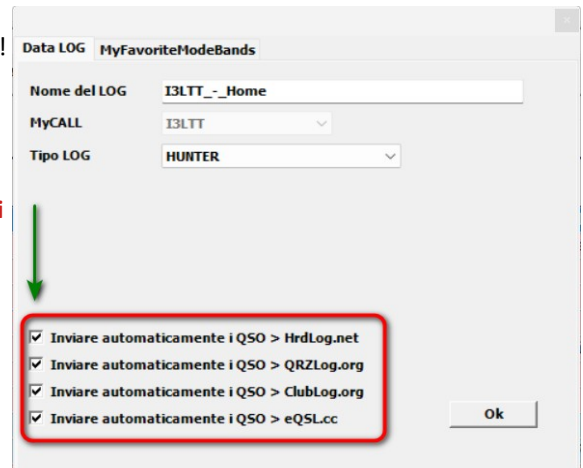 !
Data LOG MyFavoriteModeBands
Nome del LOG I3LTT_-_Home
MyCALL I3LTT
Tipo LOG HUNTER
i
Inviare automaticamente i QSO > HrdLog.net
Inviare automaticamente i QSO > QRZLog.org
Inviare automaticamente i QSO > ClubLog.org
Inviare automaticamente i QSO > eQSL.cc
Ok